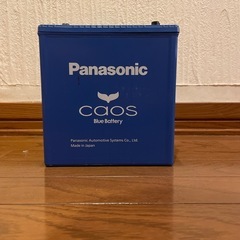 Panasonic
caos
Blue Battery
Panasonic Automotive Systems Co., Ltd.
Made in Japan